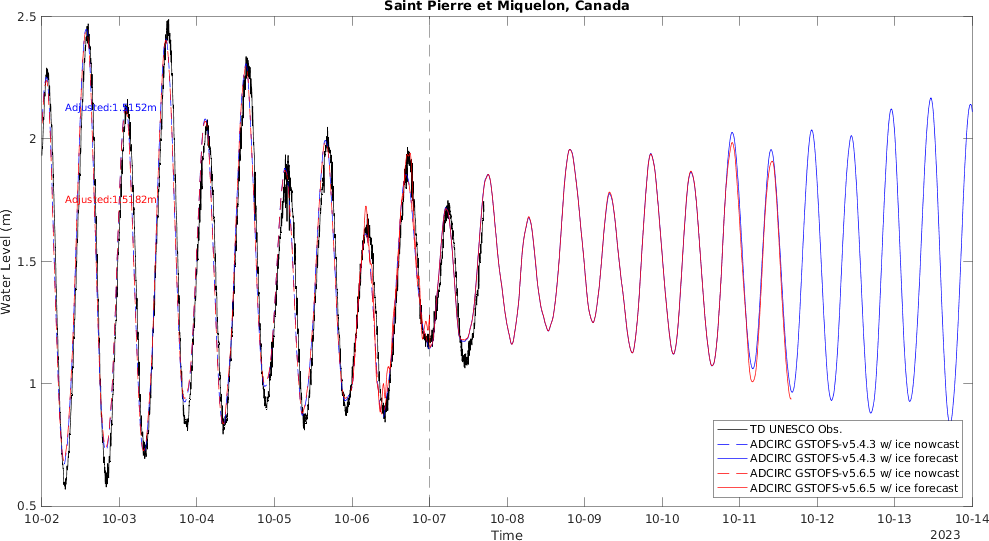 Saint Pierre et Miquelon, Canada
2.5
Adjusted:1.5152m
2
Adjusted:1.5182m
Water Level (m)
1.5
1
0.5
TD UNESCO Obs.
ADCIRC GSTOFS-v5.4.3 w/ ice nowcast
ADCIRC GSTOFS-v5.4.3 w/ ice forecast
ADCIRC GSTOFS-v5.6.5 w/ ice nowcast
ADCIRC GSTOFS-v5.6.5 w/ ice forecast
10-02 10-03 10-04 10-05 10-06 10-07 10-08 10-09 10-10 10-11 10-12 10-13 10-14
Time
2023